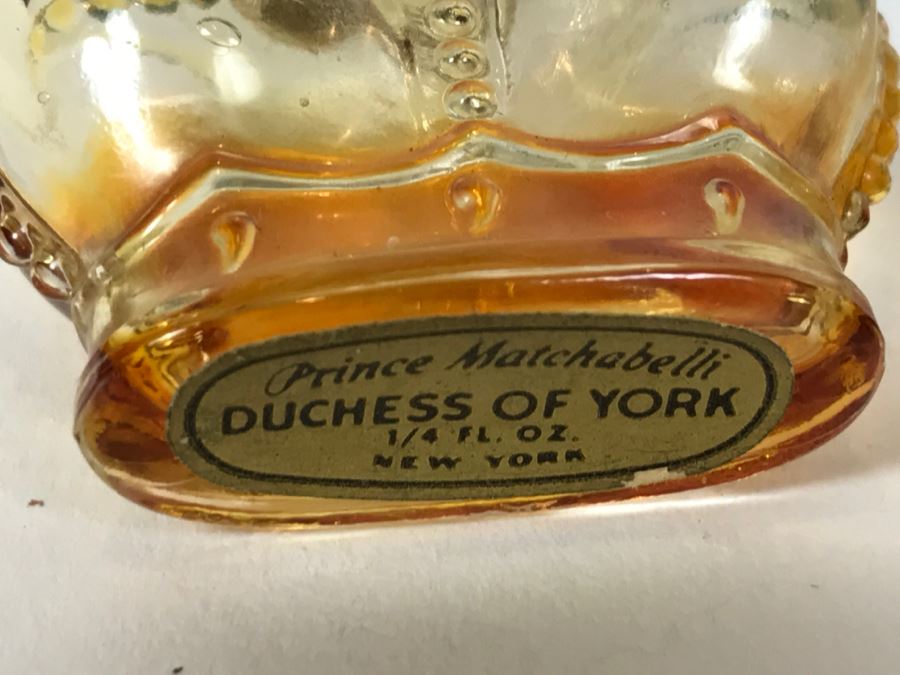 Prince Matchabelli
DUCHESS OF YORK
1/4 FL. OZ.
NEW YORK